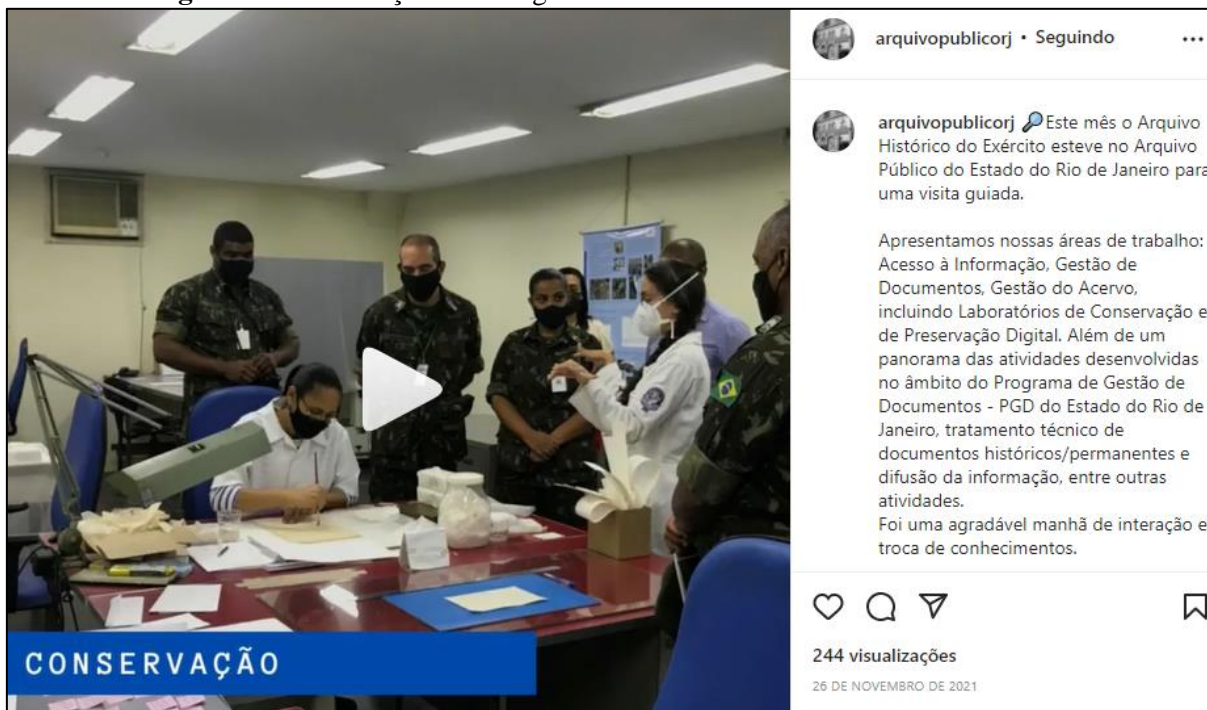 arquivopublicorj • Seguindo
arquivopublicorj 🔎Este mês o Arquivo
Histórico do Exército esteve no Arquivo
Público do Estado do Rio de Janeiro para
uma visita guiada.
Apresentamos nossas áreas de trabalho:
Acesso à Informação, Gestão de
Documentos, Gestão do Acervo,
incluindo Laboratórios de Conservação e
de Preservação Digital. Além de um
panorama das atividades desenvolvidas
no âmbito do Programa de Gestão de
Documentos - PGD do Estado do Rio de
Janeiro, tratamento técnico de
documentos históricos/permanentes e
difusão da informação, entre outras
atividades.
Foi uma agradável manhã de interação e
troca de conhecimentos.
244 visualizações
26 DE NOVEMBRO DE 2021
CONSERVAÇÃO